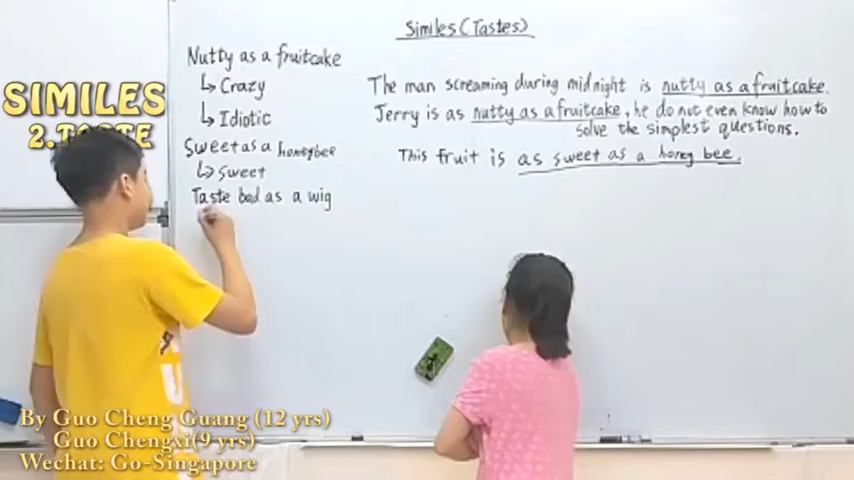 Similes (Tastes)
Nutty as a fruitcake
↳ Crazy
↳ Idiotic
Sweet as a honeybee
↳ Sweet
Taste bad as a wig
The man screaming during midnight is nutty as a fruitcake.
Jerry is as nutty as a fruitcake, he do not even know how to
solve the simplest questions.
This fruit is as sweet as a honey bee.
SIMILES
2.TASTE
By Guo Cheng Guang (12 yrs)
Guo Chengxi(9 yrs)
Wechat: Go-Singapore